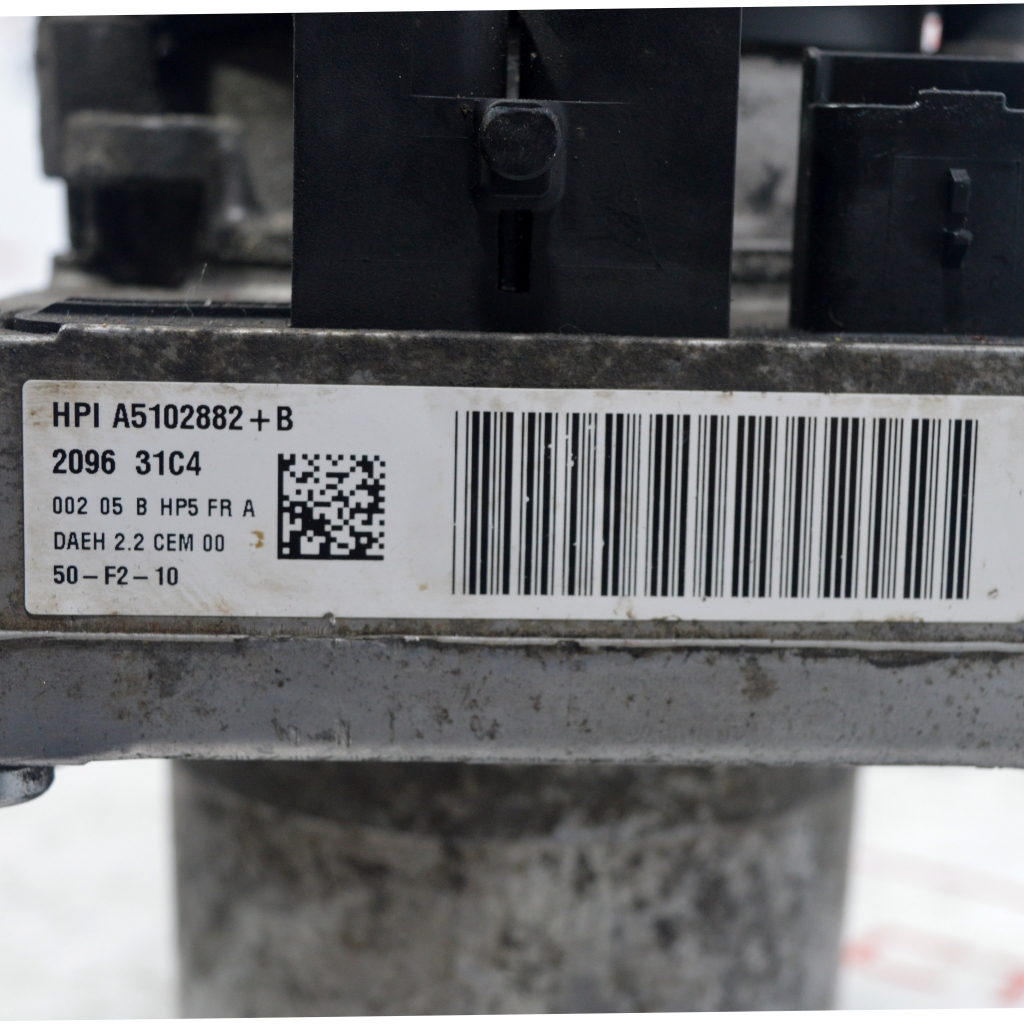 HPI A5102882+B
2096 31C4
002 05 B HP5 FR A
DAEH 2.2 CEM 00
50-F2-10